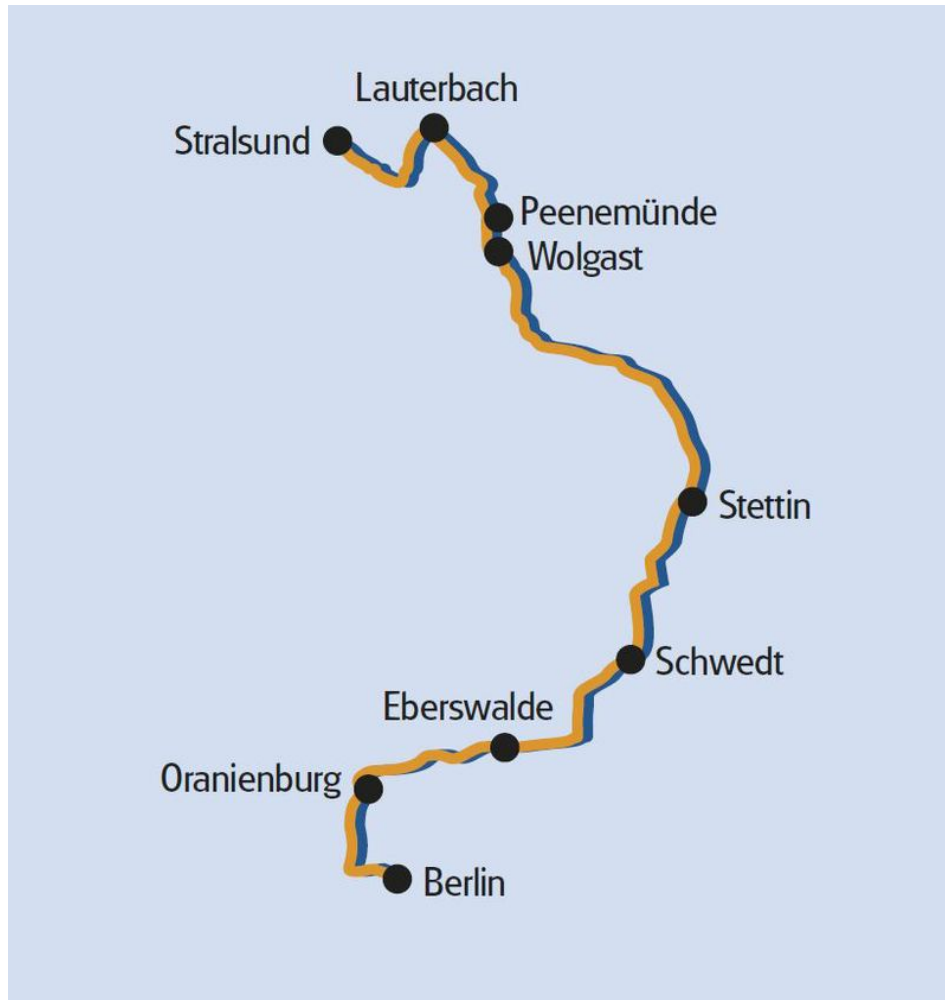 Lauterbach
Stralsund
Peenemünde
Wolgast
Stettin
Schwedt
Eberswalde
Oranienburg
Berlin